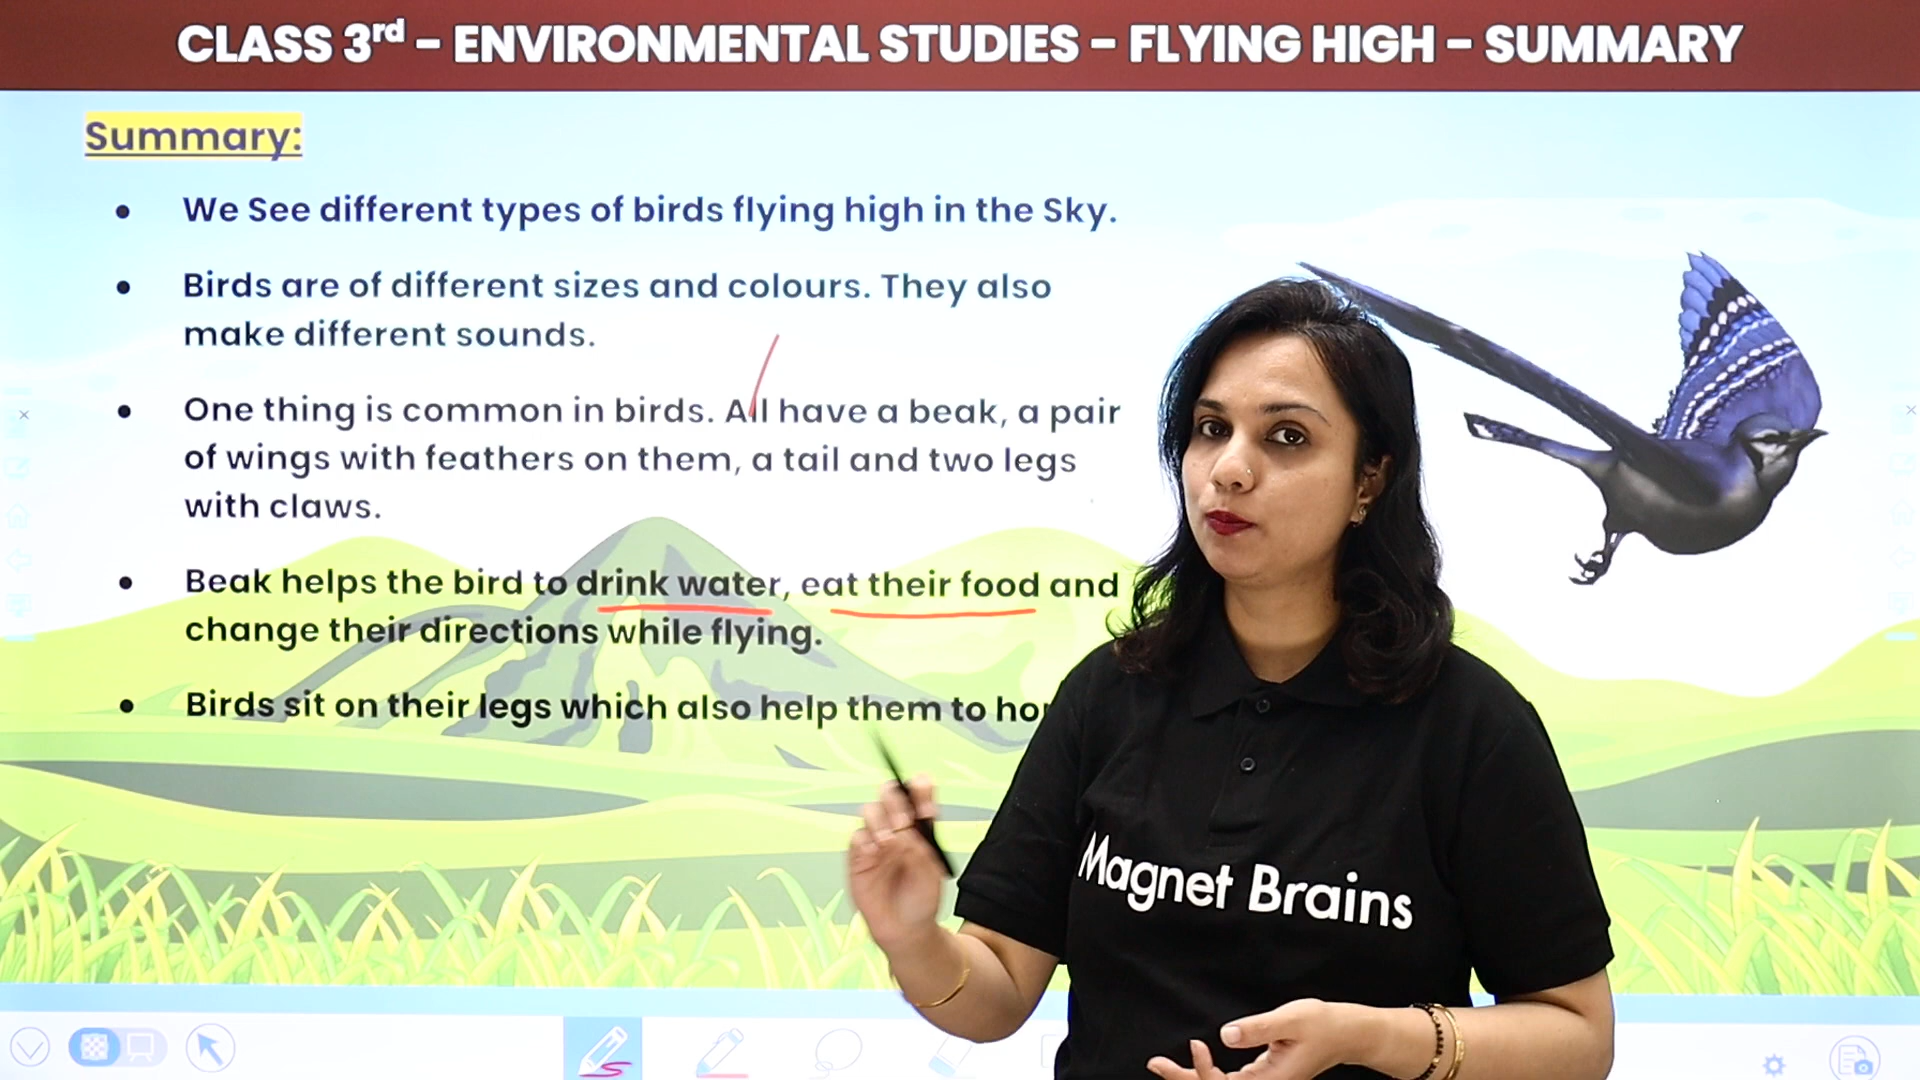 CLASS 3rd – ENVIRONMENTAL STUDIES – FLYING HIGH – SUMMARY
Summary:
• We See different types of birds flying high in the Sky.
• Birds are of different sizes and colours. They also
make different sounds.
• One thing is common in birds. All have a beak, a pair
of wings with feathers on them, a tail and two legs
with claws.
• Beak helps the bird to drink water, eat their food and
change their directions while flying.
• Birds sit on their legs which also help them to
Magnet Brains